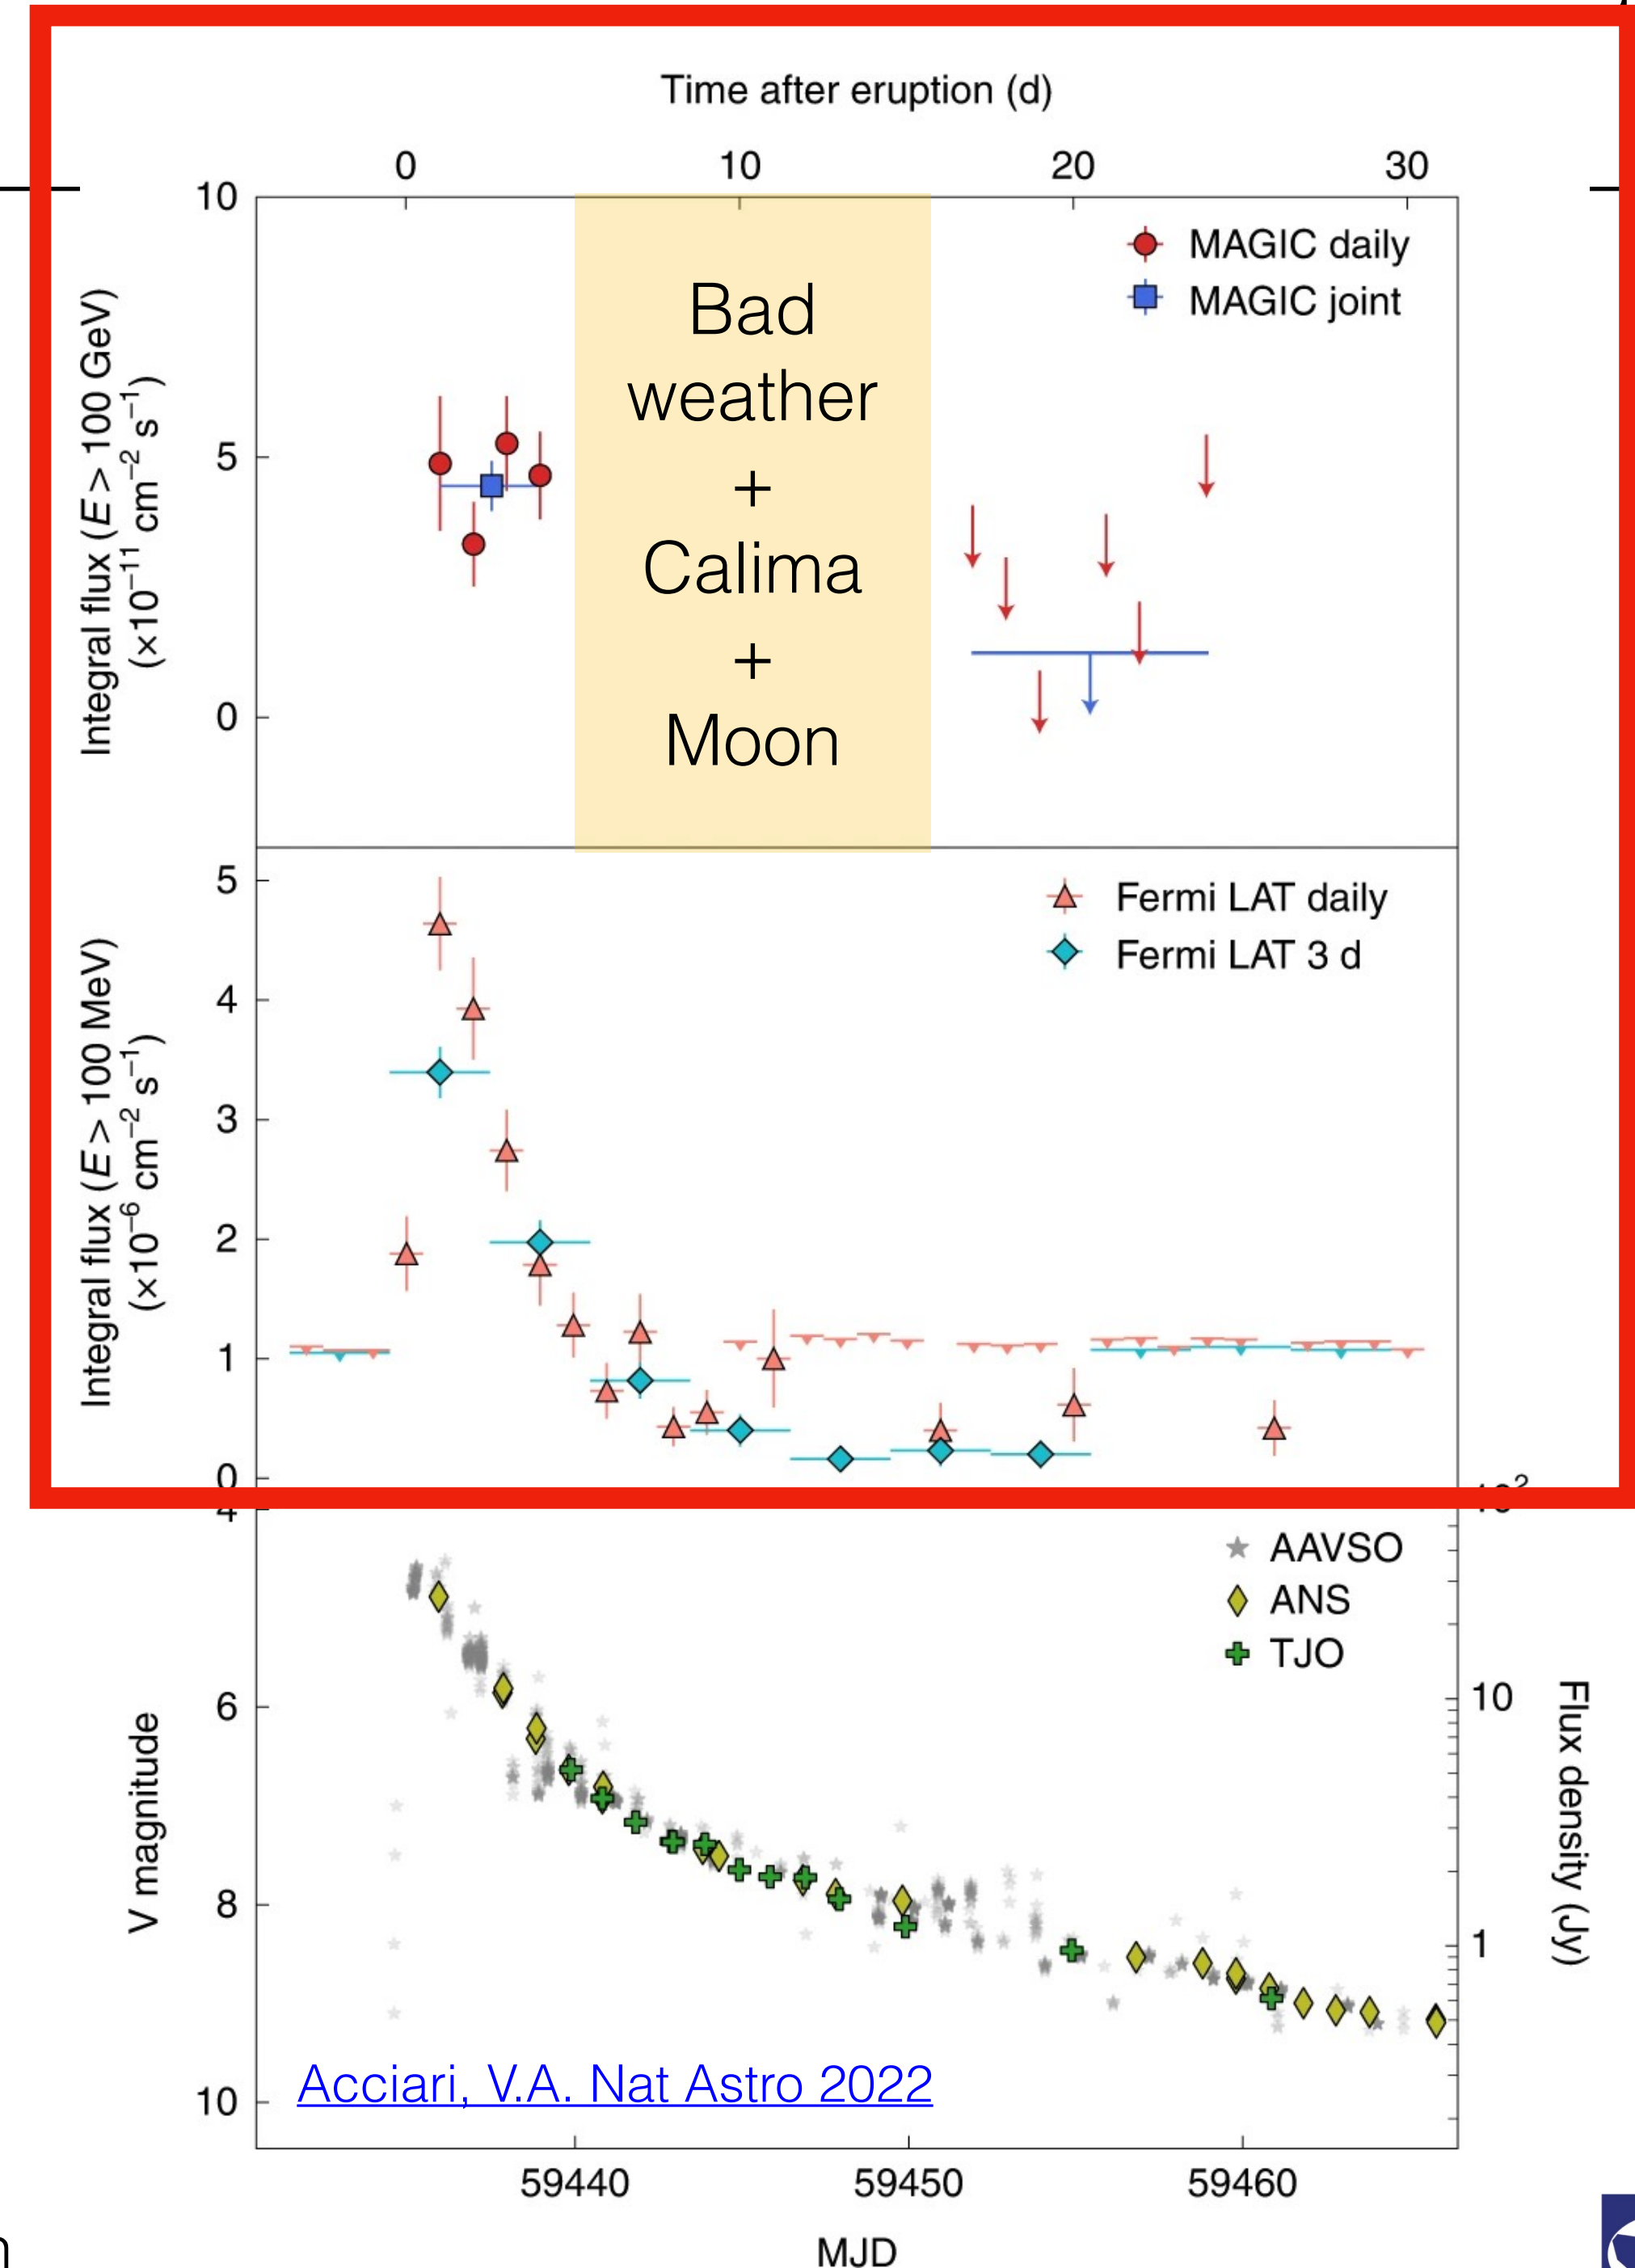 Time after eruption (d)
0 10 20 30
10
5
0
Integral flux (E > 100 GeV)
(×10⁻¹¹ cm⁻² s⁻¹)
MAGIC daily
MAGIC joint
Bad
weather
+
Calima
+
Moon
5
4
3
2
1
0
Integral flux (E > 100 MeV)
(×10⁻⁶ cm⁻² s⁻¹)
Fermi LAT daily
Fermi LAT 3 d
4
6
8
10
V magnitude
AAVSO
ANS
TJO
10²
10
1
Flux density (Jy)
Acciari, V.A. Nat Astro 2022
59440 59450 59460
MJD